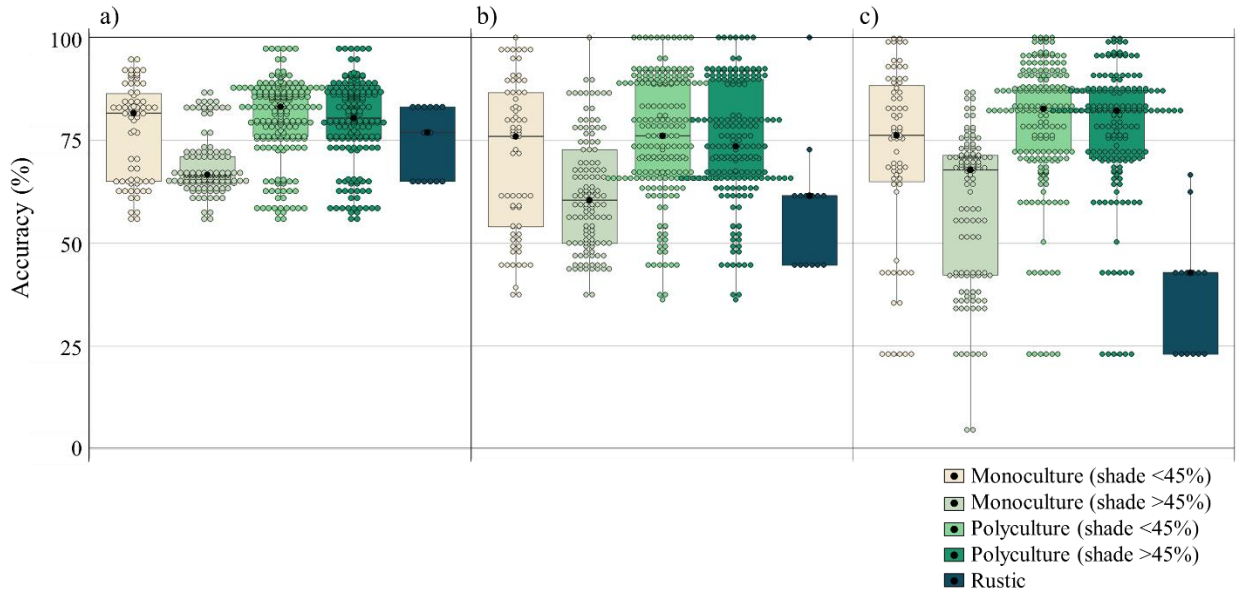 a)
b)
c)
Accuracy (%)
100
75
50
25
0
Monoculture (shade <45%)
Monoculture (shade >45%)
Polyculture (shade <45%)
Polyculture (shade >45%)
Rustic